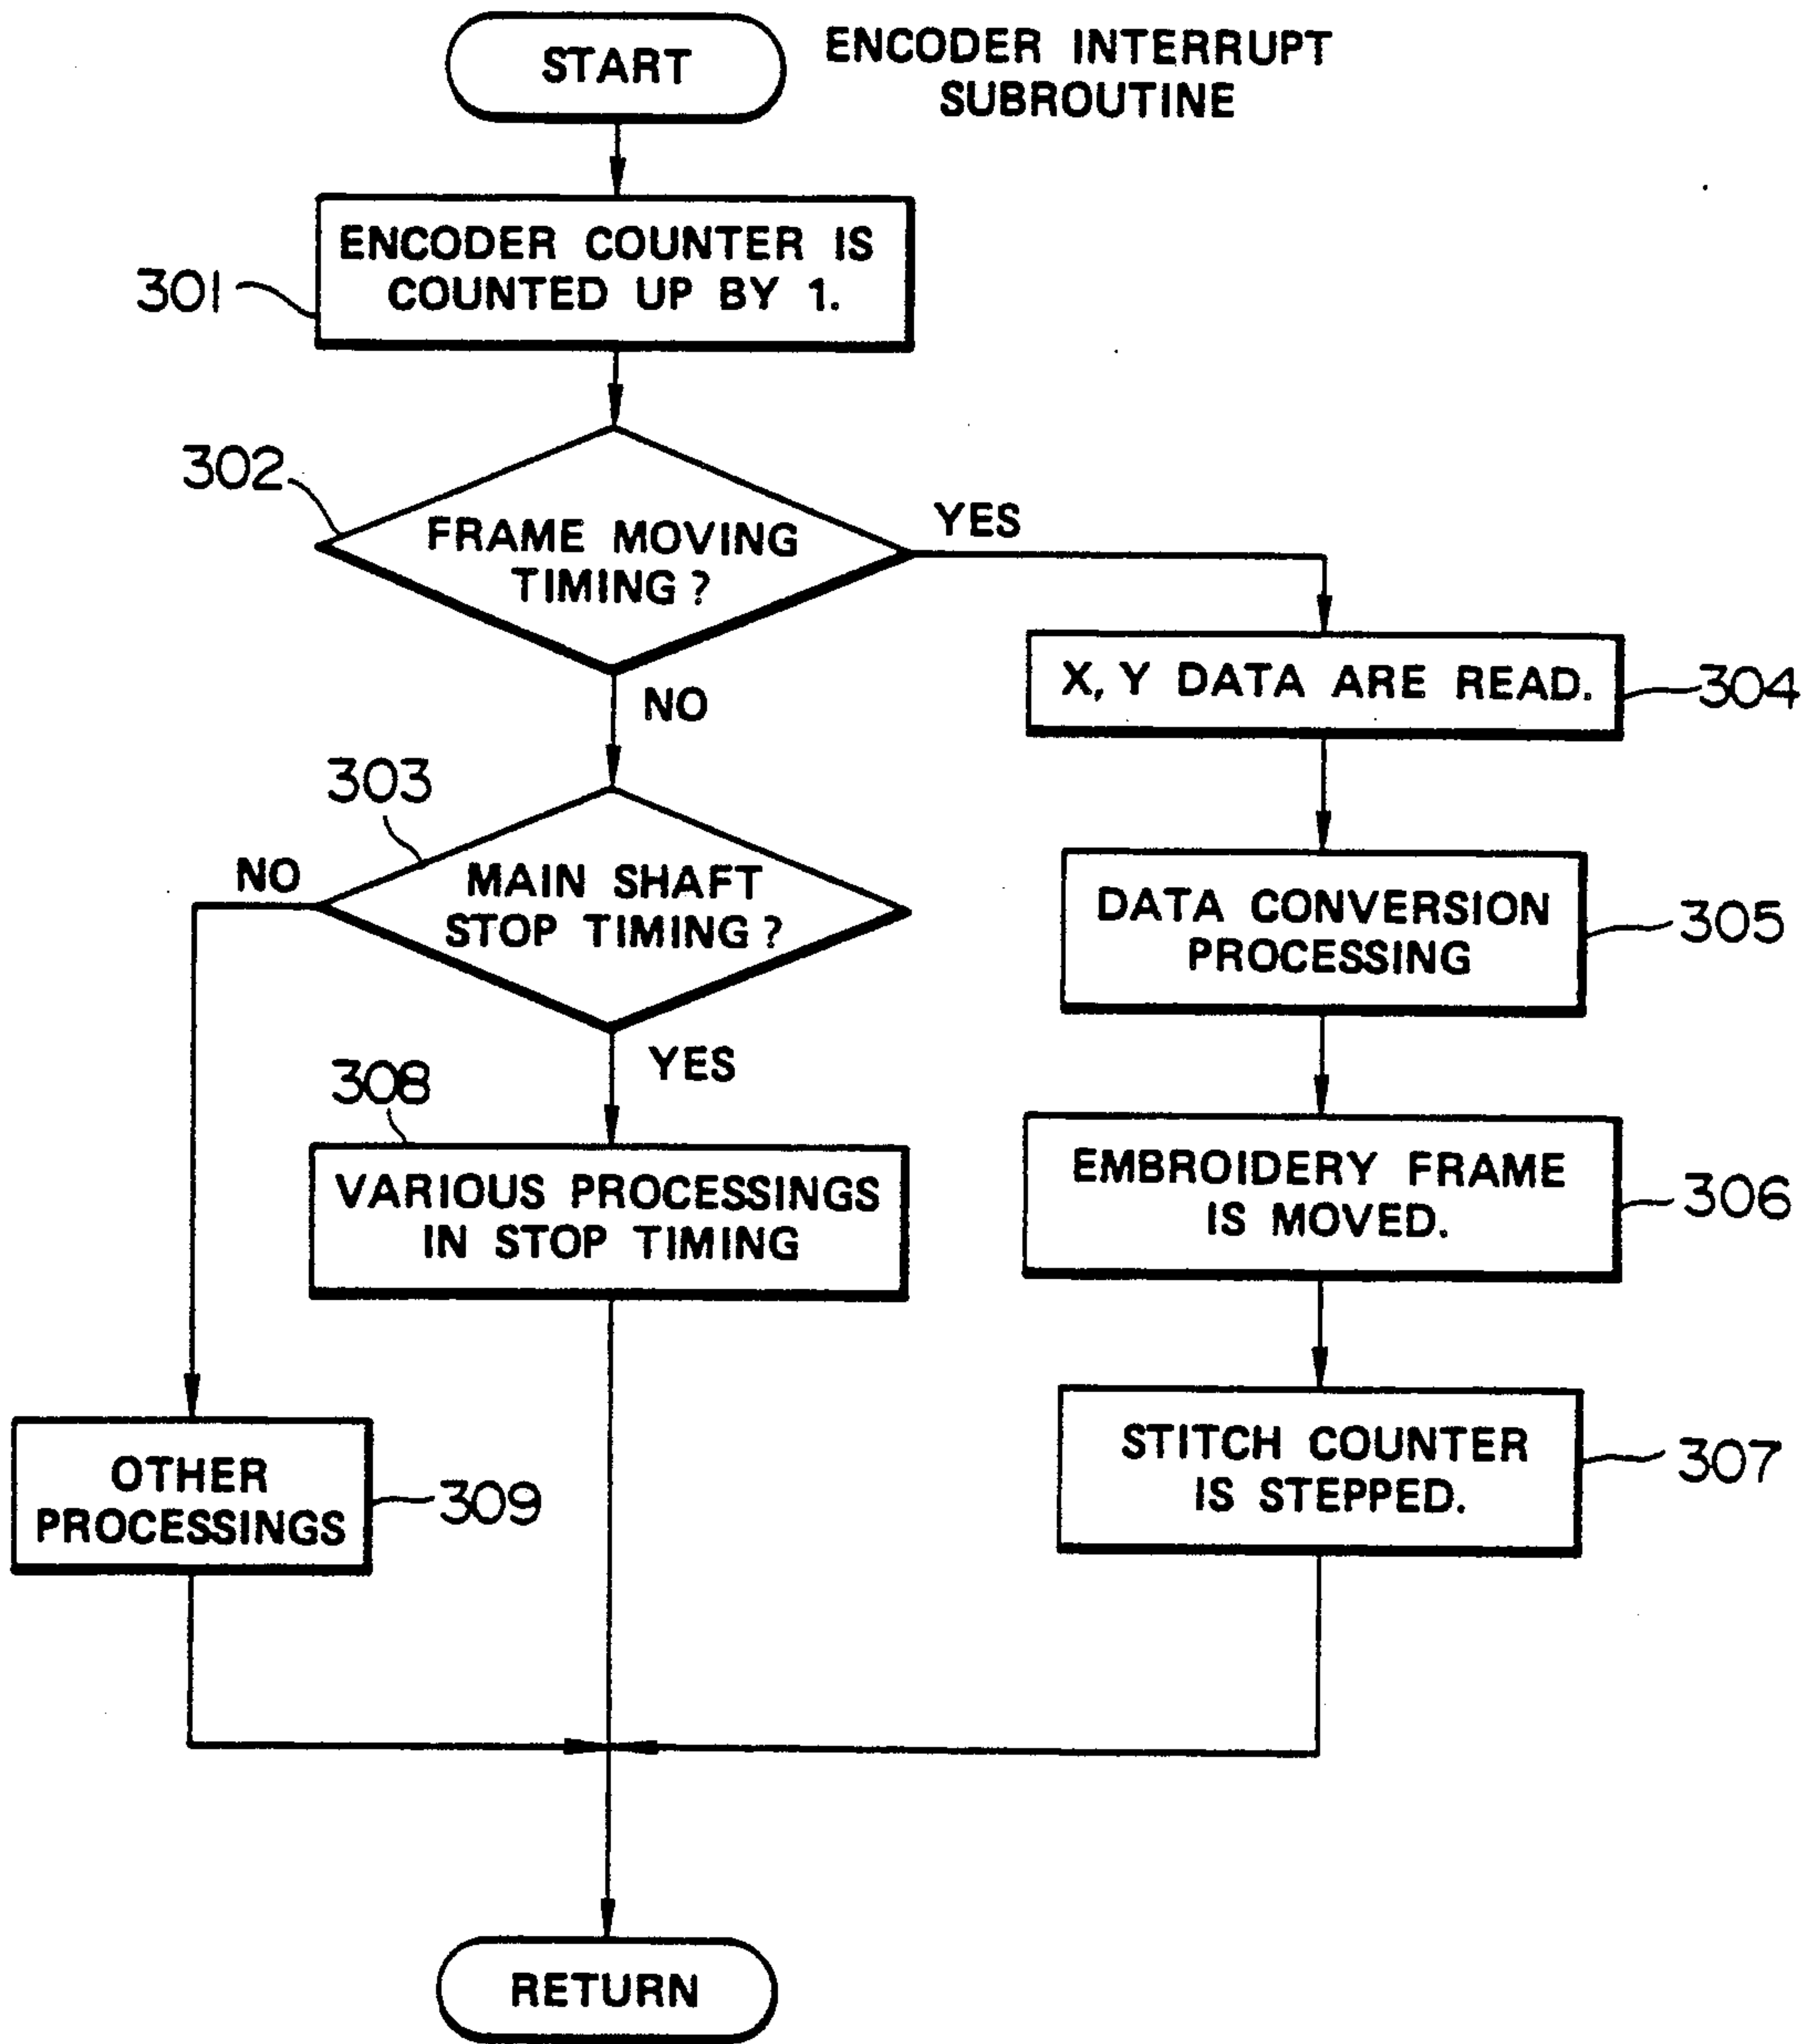 START
ENCODER INTERRUPT
SUBROUTINE
301
ENCODER COUNTER IS
COUNTED UP BY 1.
302
FRAME MOVING
TIMING?
YES
NO
X, Y DATA ARE READ.
304
303
NO
MAIN SHAFT
STOP TIMING?
YES
DATA CONVERSION
PROCESSING
305
308
VARIOUS PROCESSINGS
IN STOP TIMING
EMBROIDERY FRAME
IS MOVED.
306
OTHER
PROCESSINGS
309
STITCH COUNTER
IS STEPPED.
307
RETURN